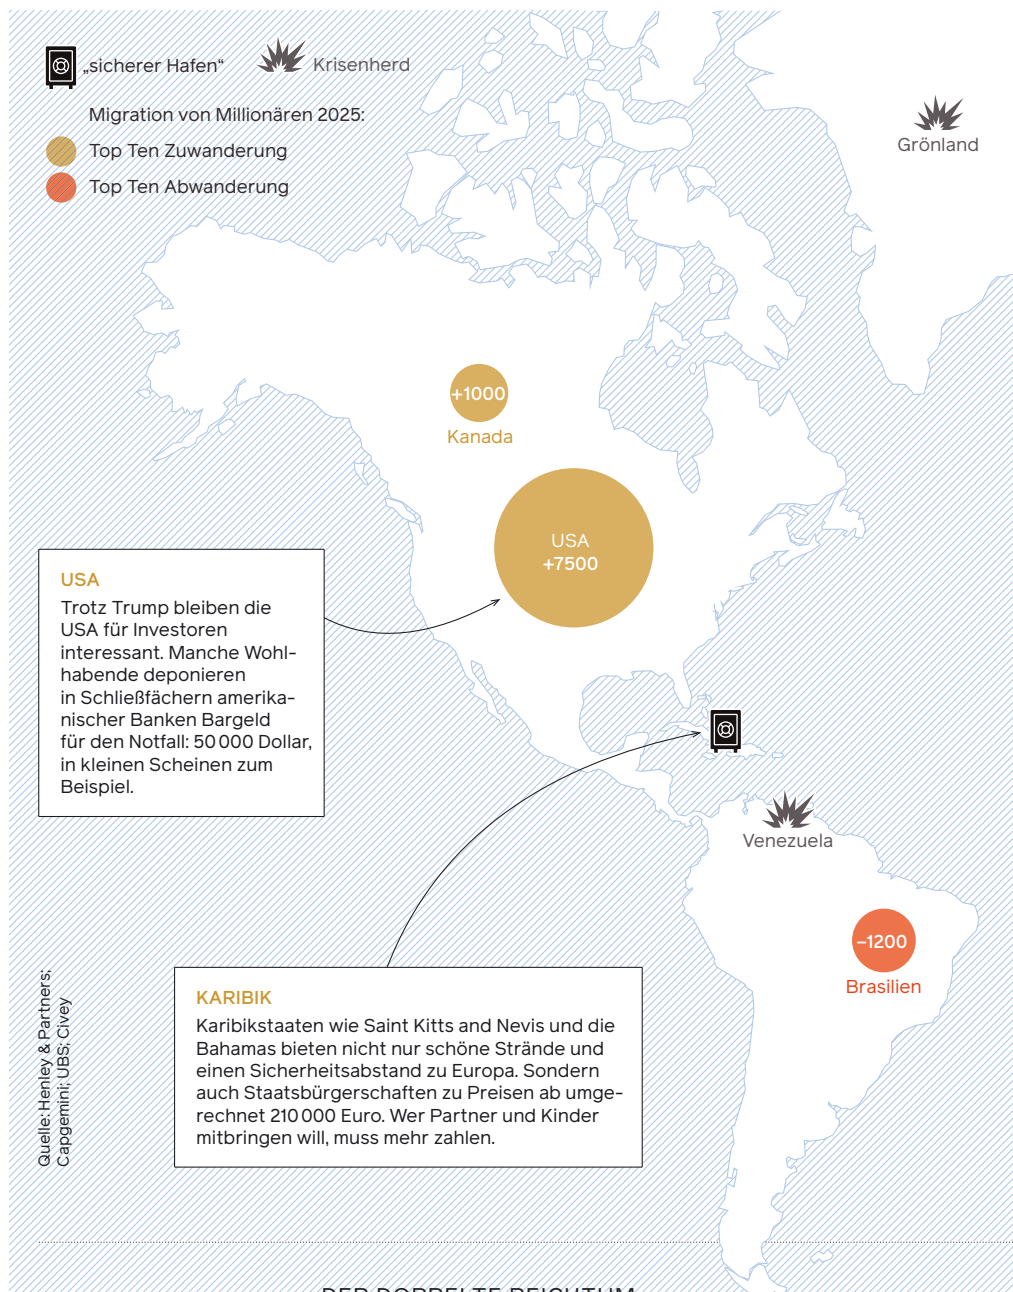 „sicherer Hafen“
Krisenherd
Migration von Millionären 2025:
Top Ten Zuwanderung
Top Ten Abwanderung
Grönland
+1000
Kanada
USA
+7500
USA
Trotz Trump bleiben die
USA für Investoren
interessant. Manche Wohl-
habende deponieren
in Schließfächern amerika-
nischer Banken Bargeld
für den Notfall: 50 000 Dollar,
in kleinen Scheinen zum
Beispiel.
Venezuela
–1200
Brasilien
KARIBIK
Karibikstaaten wie Saint Kitts and Nevis und die
Bahamas bieten nicht nur schöne Strände und
einen Sicherheitsabstand zu Europa. Sondern
auch Staatsbürgerschaften zu Preisen ab umge-
rechnet 210 000 Euro. Wer Partner und Kinder
mitbringen will, muss mehr zahlen.
Quelle: Henley & Partners;
Capgemini; UBS; Civey
DER DOPPELTE REICHTUM